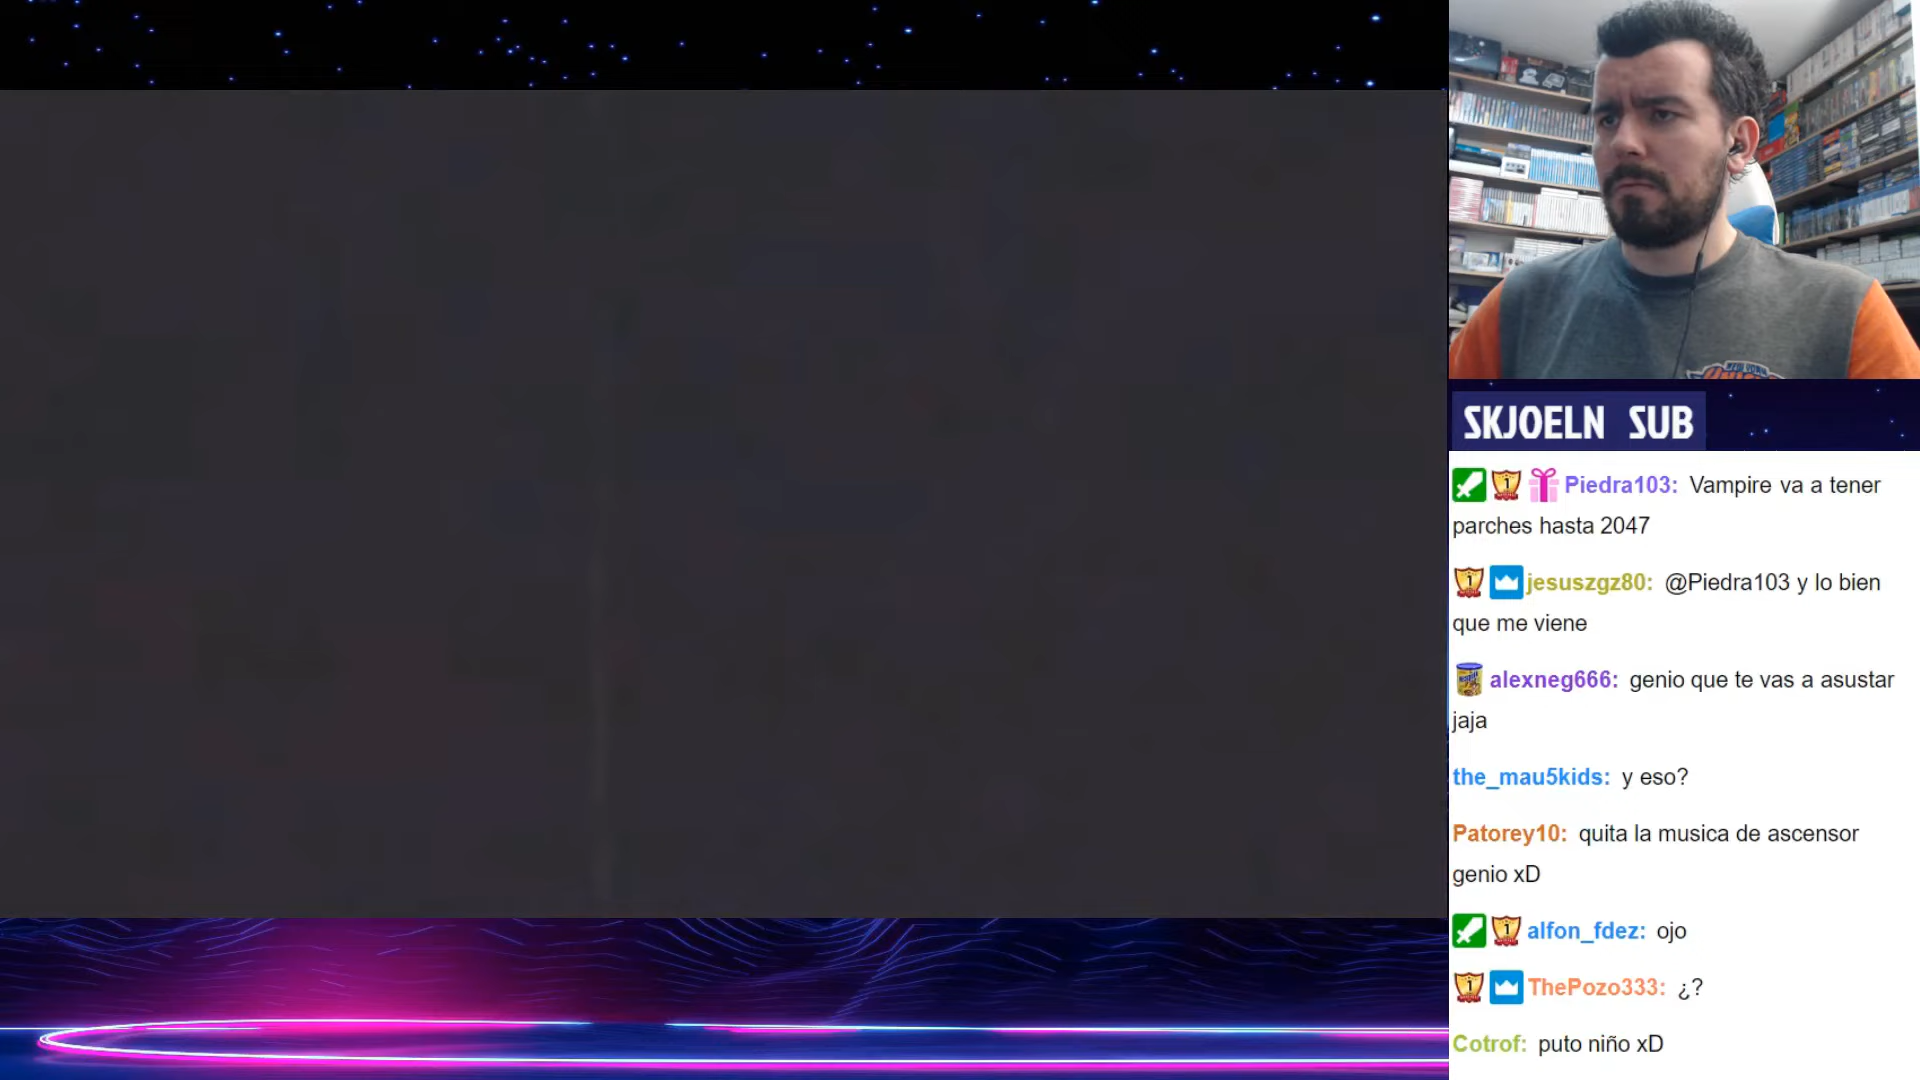 SKJOELN SUB
Piedra103: Vampire va a tener
parches hasta 2047
jesuszgz80: @Piedra103 y lo bien
que me viene
alexneg666: genio que te vas a asustar
jaja
the_mau5kids: y eso?
Patorey10: quita la musica de ascensor
genio xD
alfon_fdez: ojo
ThePozo333: ¿?
Cotrof: puto niño xD